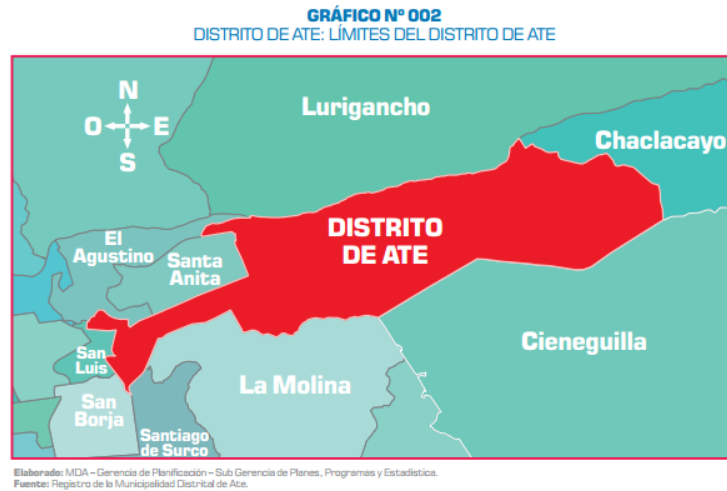 GRÁFICO Nº 002
DISTRITO DE ATE: LÍMITES DEL DISTRITO DE ATE
N
O E
S
Lurigancho
Chaclacayo
DISTRITO
DE ATE
El
Agustino
Santa
Anita
Cieneguilla
San
Luis
La Molina
San
Borja
Santiago
de Surco
Elaborado: MDA – Gerencia de Planificación – Sub Gerencia de Planes, Programas y Estadística.
Fuente: Registro de la Municipalidad Distrital de Ate.